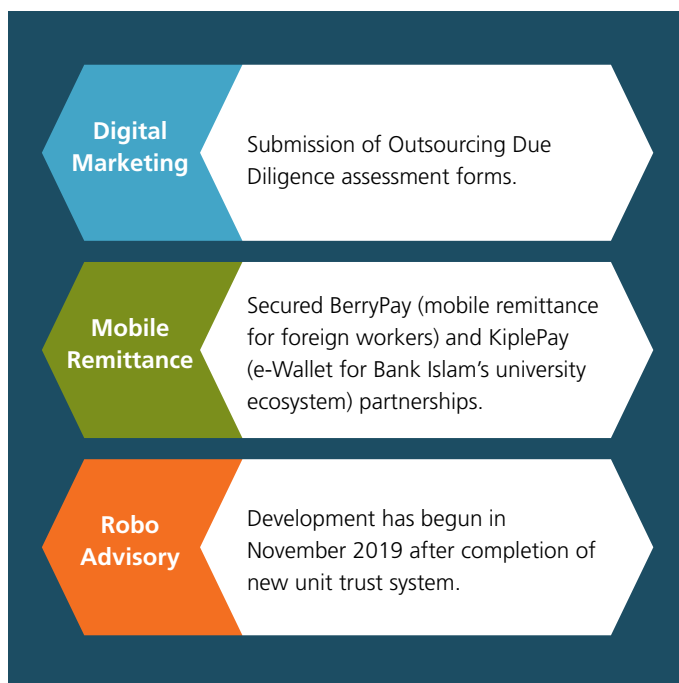 Digital
Marketing
Submission of Outsourcing Due
Diligence assessment forms.
Mobile
Remittance
Secured BerryPay (mobile remittance
for foreign workers) and KiplePay
(e-Wallet for Bank Islam’s university
ecosystem) partnerships.
Robo
Advisory
Development has begun in
November 2019 after completion of
new unit trust system.